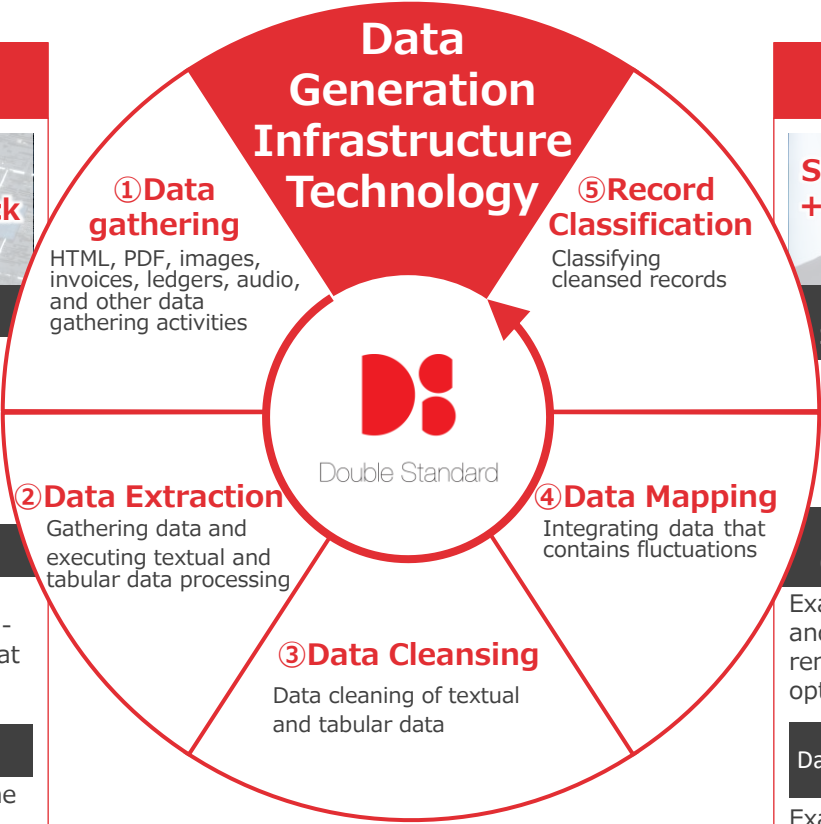 Data
Generation
Infrastructure
Technology
①Data
gathering
HTML, PDF, images,
invoices, ledgers, audio,
and other data
gathering activities
②Data Extraction
Gathering data and
executing textual and
tabular data processing
③Data Cleansing
Data cleaning of textual
and tabular data
④Data Mapping
Integrating data that
contains fluctuations
⑤Record
Classification
Classifying
cleansed records
Double Standard